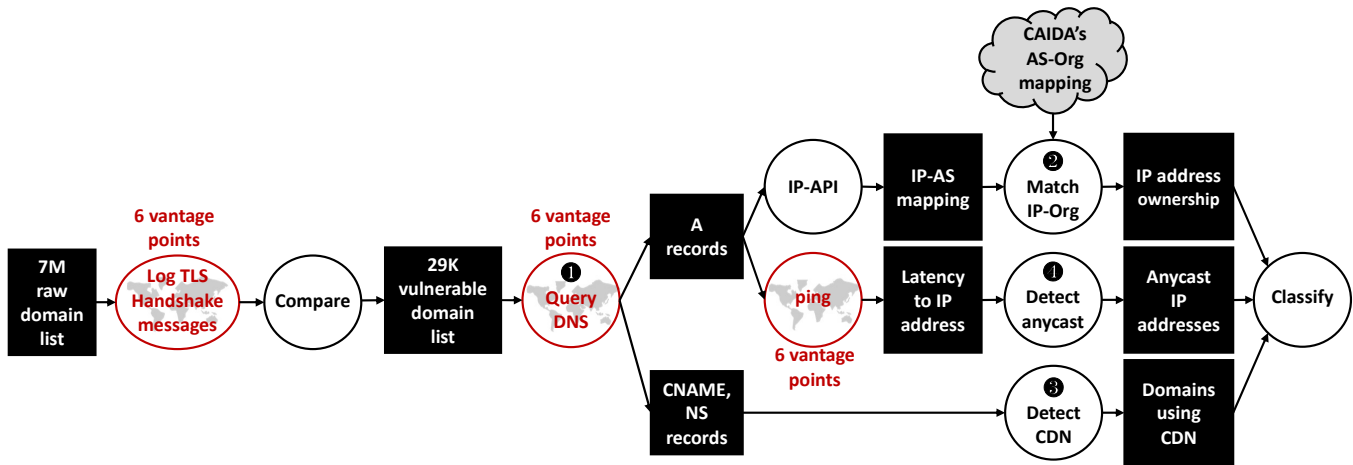 7M
raw
domain
list
6 vantage
points
Log TLS
Handshake
messages
Compare
29K
vulnerable
domain
list
6 vantage
points
❶
Query
DNS
A
records
CNAME,
NS
records
IP-API
ping
6 vantage
points
IP-AS
mapping
Latency
to IP
address
CAIDA’s
AS-Org
mapping
❷
Match
IP-Org
❹
Detect
anycast
❸
Detect
CDN
IP address
ownership
Anycast
IP
addresses
Domains
using
CDN
Classify